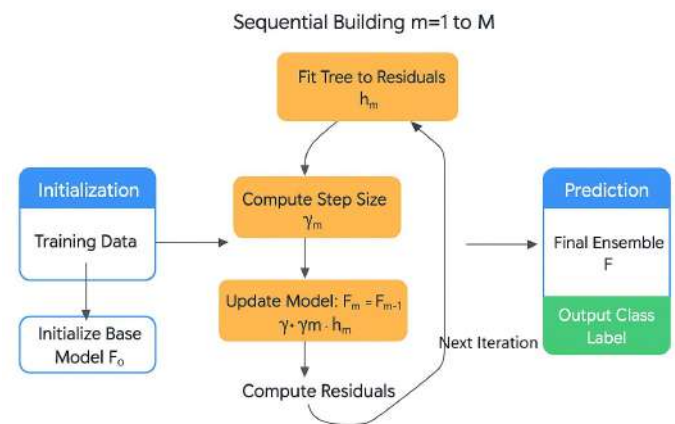 Sequential Building m=1 to M
Fit Tree to Residuals
hₘ
Initialization
Training Data
Initialize Base
Model F₀
Compute Step Size
γₘ
Update Model: Fₘ = Fₘ₋₁
γ• γm · hₘ
Compute Residuals
Next Iteration
Prediction
Final Ensemble
F
Output Class
Label